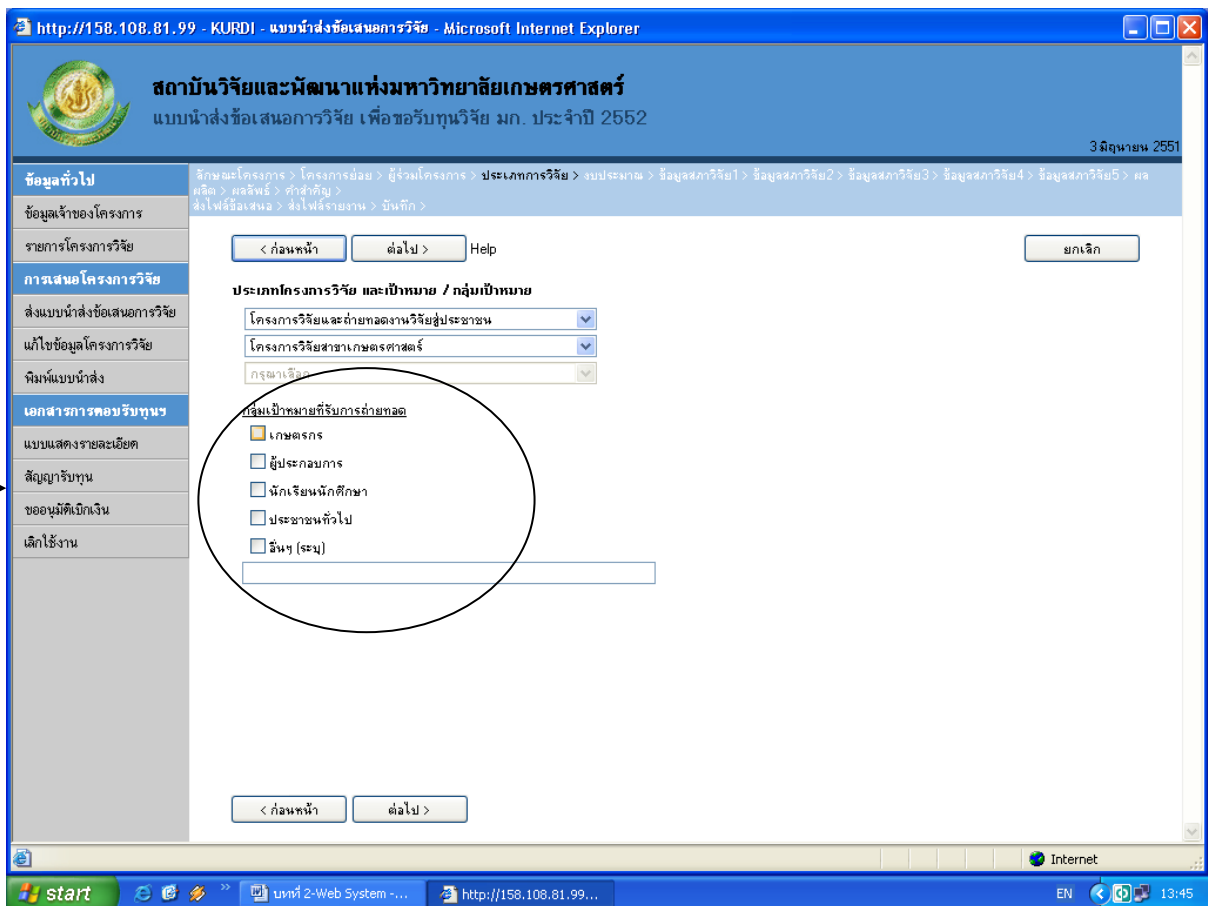 http://158.108.81.99 - KURDI - แบบนำส่งข้อเสนอการวิจัย - Microsoft Internet Explorer
สถาบันวิจัยและพัฒนาแห่งมหาวิทยาลัยเกษตรศาสตร์
แบบนำส่งข้อเสนอการวิจัย เพื่อขอรับทุนวิจัย มก. ประจำปี 2552
3 มิถุนายน 2551
ข้อมูลทั่วไป
ข้อมูลเจ้าของโครงการ
รายการโครงการวิจัย
การเสนอโครงการวิจัย
ส่งแบบนำส่งข้อเสนอการวิจัย
แก้ไขข้อมูลโครงการวิจัย
พิมพ์แบบนำส่ง
เอกสารการตอบรับทุนฯ
แบบแสดงรายละเอียด
สัญญารับทุน
ขออนุมัติเบิกเงิน
เลิกใช้งาน
ลักษณะโครงการ > โครงการย่อย > ผู้ร่วมโครงการ > ประเภทการวิจัย > งบประมาณ > ข้อมูลสภาวิจัย1 > ข้อมูลสภาวิจัย2 > ข้อมูลสภาวิจัย3 > ข้อมูลสภาวิจัย4 > ข้อมูลสภาวิจัย5 > ผล
ผลิต > ผลลัพธ์ > คำสำคัญ >
ส่งไฟล์ข้อเสนอ > ส่งไฟล์รายงาน > บันทึก >
< ก่อนหน้า ต่อไป > Help ยกเลิก
ประเภทโครงการวิจัย และเป้าหมาย / กลุ่มเป้าหมาย
โครงการวิจัยและถ่ายทอดงานวิจัยสู่ประชาชน
โครงการวิจัยสาขาเกษตรศาสตร์
กรุณาเลือก
กลุ่มเป้าหมายที่รับการถ่ายทอด
เกษตรกร
ผู้ประกอบการ
นักเรียนนักศึกษา
ประชาชนทั่วไป
อื่นๆ (ระบุ)
< ก่อนหน้า ต่อไป >
Internet
start บทที่ 2-Web System -... http://158.108.81.99... EN 13:45